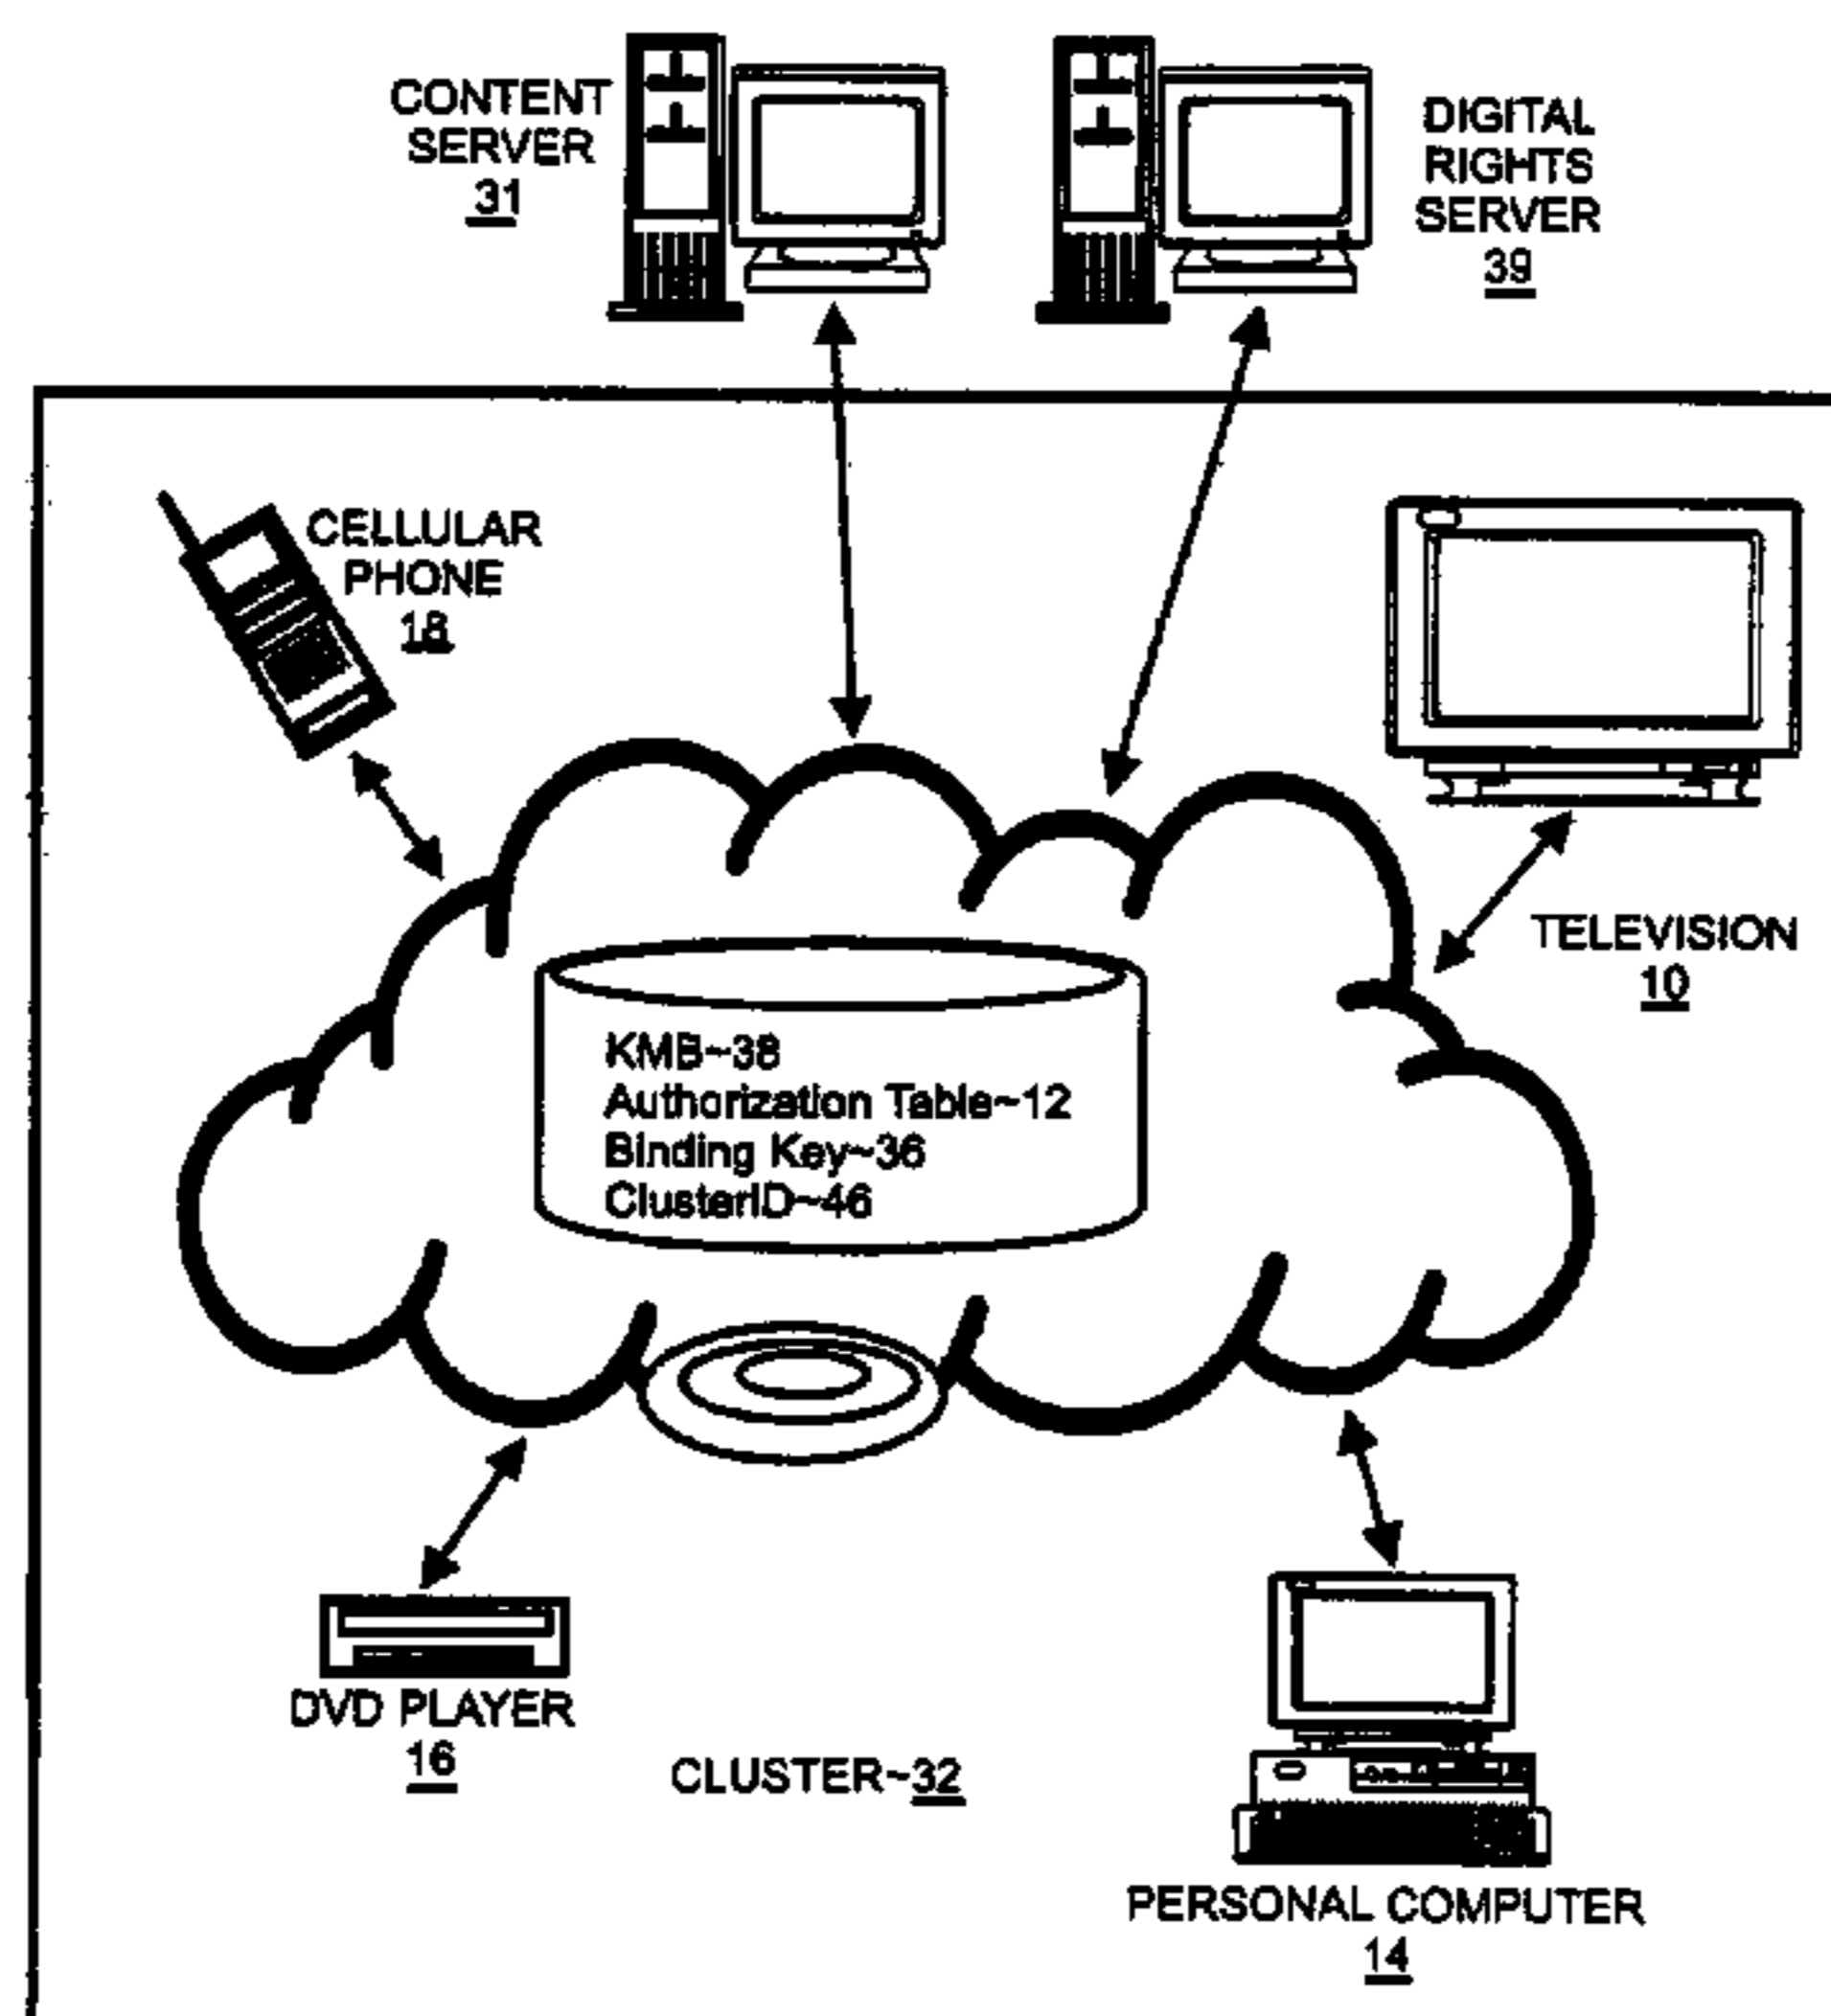 CONTENT
SERVER
31
DIGITAL
RIGHTS
SERVER
39
CELLULAR
PHONE
18
TELEVISION
10
KMB~38
Authorization Table~12
Binding Key~36
ClusterID~46
DVD PLAYER
16
CLUSTER~32
PERSONAL COMPUTER
14